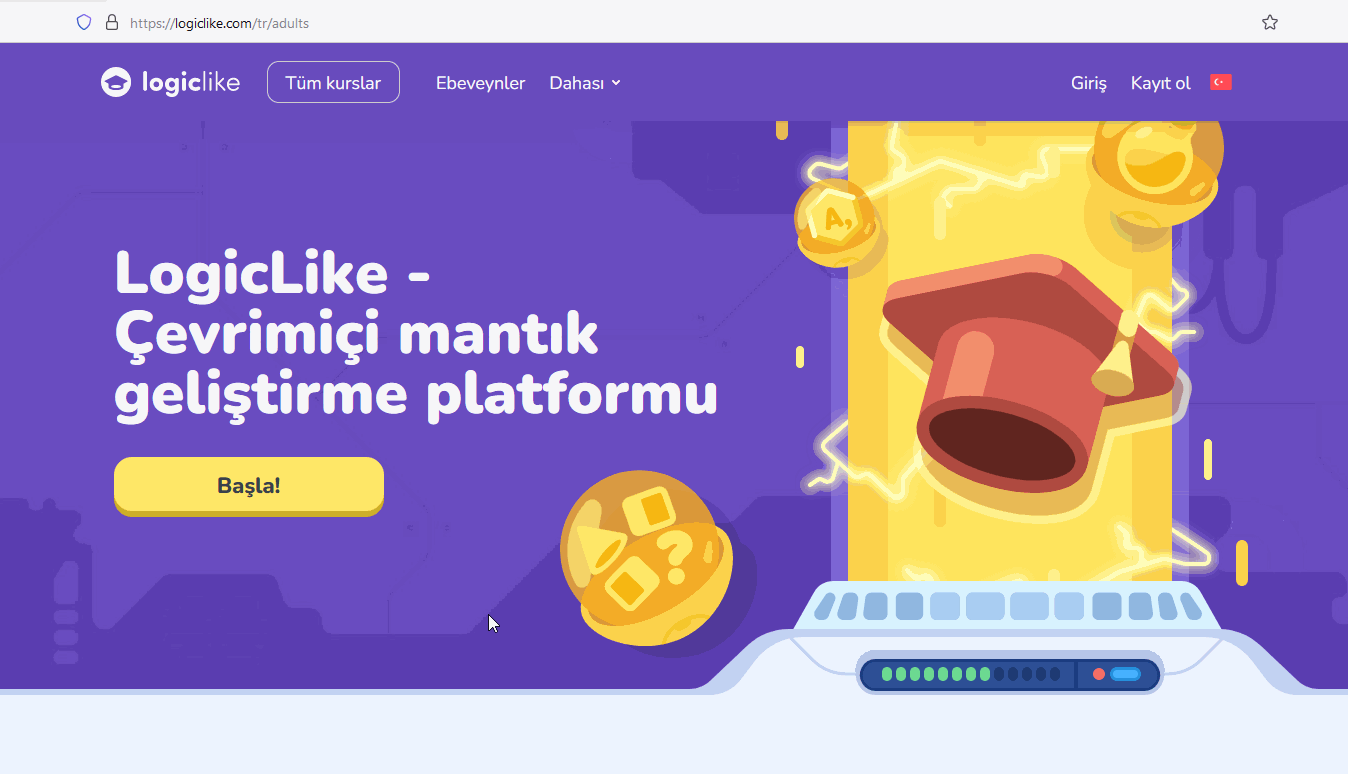 https://logiclike.com/tr/adults
logiclike Tüm kurslar Ebeveynler Dahası Giriş Kayıt ol
A,
LogicLike -
Çevrimiçi mantık
geliştirme platformu
Başla!
?